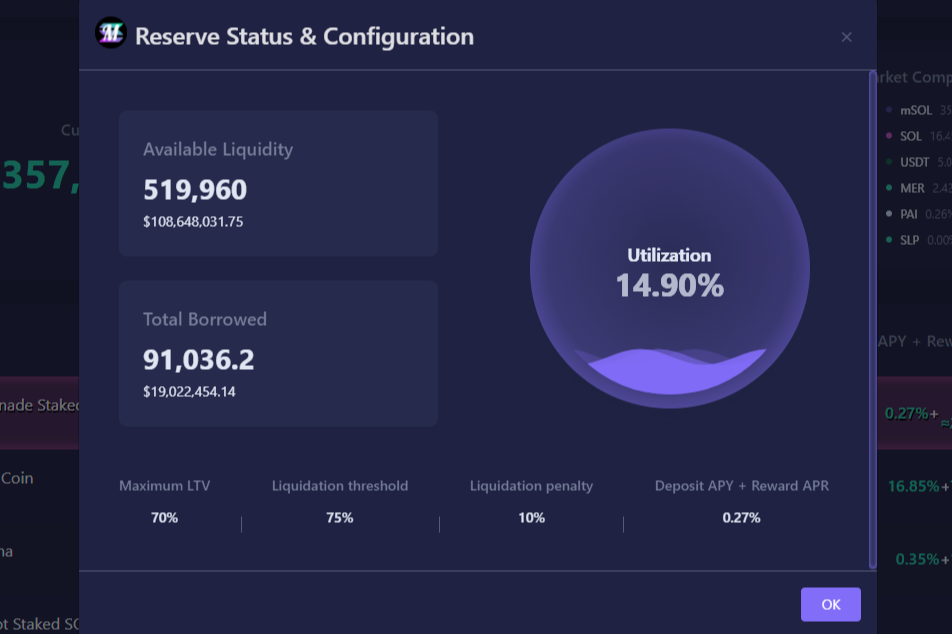 Reserve Status & Configuration
×
Available Liquidity
519,960
$108,648,031.75
Total Borrowed
91,036.2
$19,022,454.14
Utilization
14.90%
Maximum LTV
70%
Liquidation threshold
75%
Liquidation penalty
10%
Deposit APY + Reward APR
0.27%
OK
Cu
357,
nade Staked
Coin
na
ot Staked SO
rket Comp
mSOL 35
SOL 16.4
USDT 5.0
MER 2.43
PAI 0.26%
SLP 0.00%
APY + Rew
0.27%+
16.85%+
0.35%+